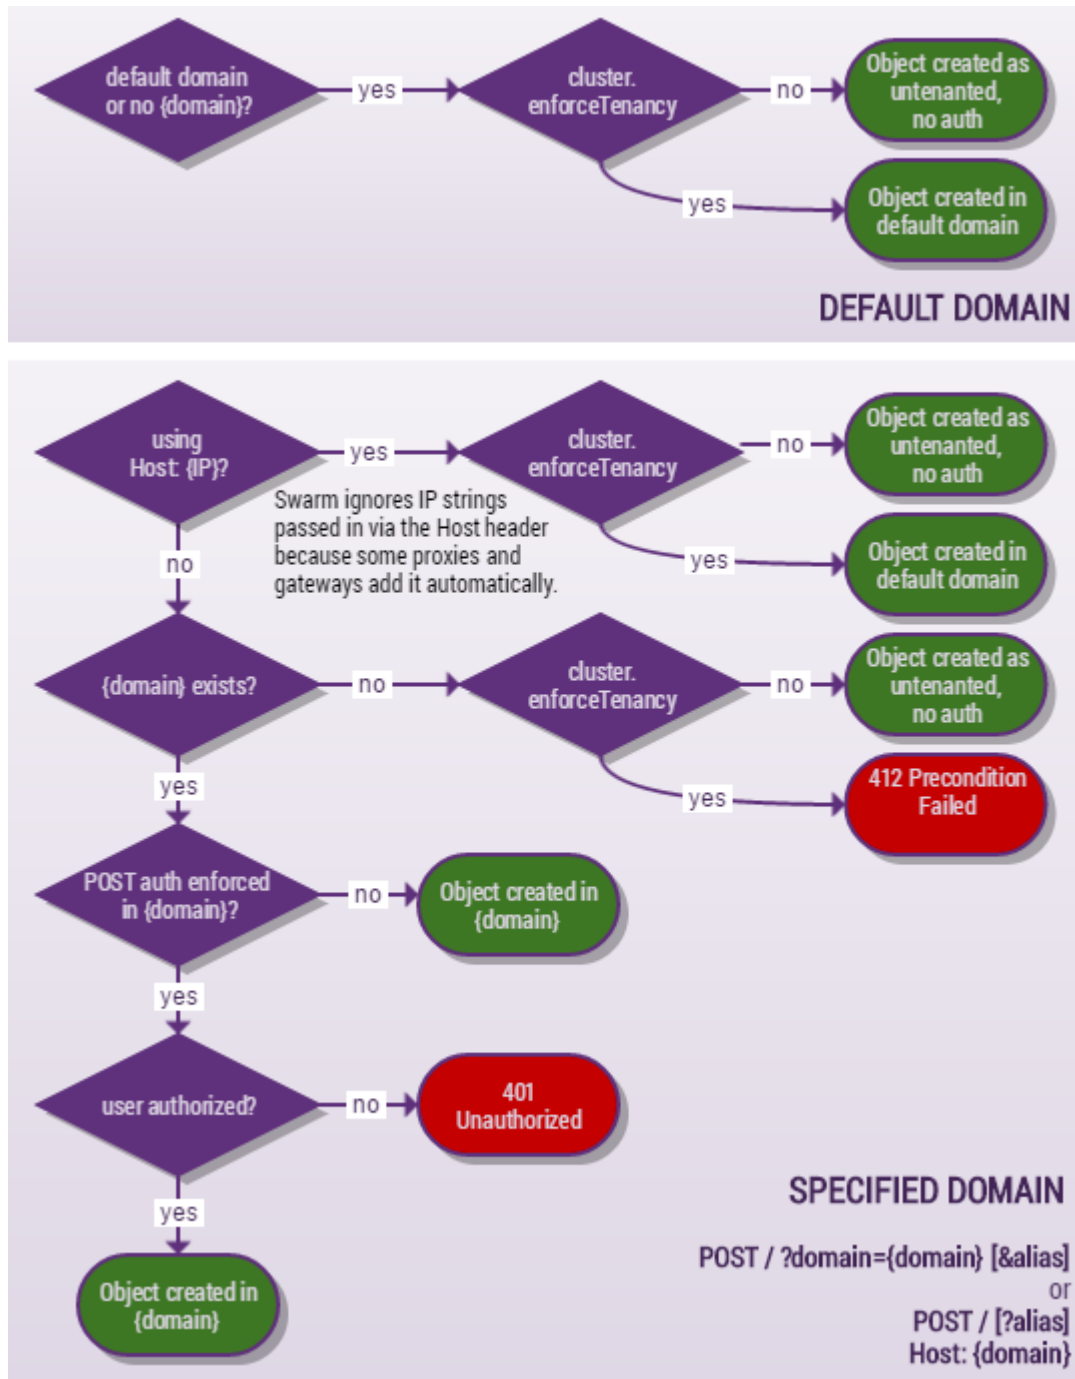 default domain
or no {domain}?
yes
cluster.
enforceTenancy
no
Object created as
untenanted,
no auth
yes
Object created in
default domain
DEFAULT DOMAIN
using
Host: {IP}?
yes
cluster.
enforceTenancy
no
Object created as
untenanted,
no auth
Swarm ignores IP strings
passed in via the Host header
because some proxies and
gateways add it automatically.
yes
Object created in
default domain
no
{domain} exists?
no
cluster.
enforceTenancy
no
Object created as
untenanted,
no auth
yes
412 Precondition
Failed
yes
POST auth enforced
in {domain}?
no
Object created in
{domain}
yes
user authorized?
no
401
Unauthorized
yes
Object created in
{domain}
SPECIFIED DOMAIN
POST / ?domain={domain} [&alias]
or
POST / [?alias]
Host: {domain}